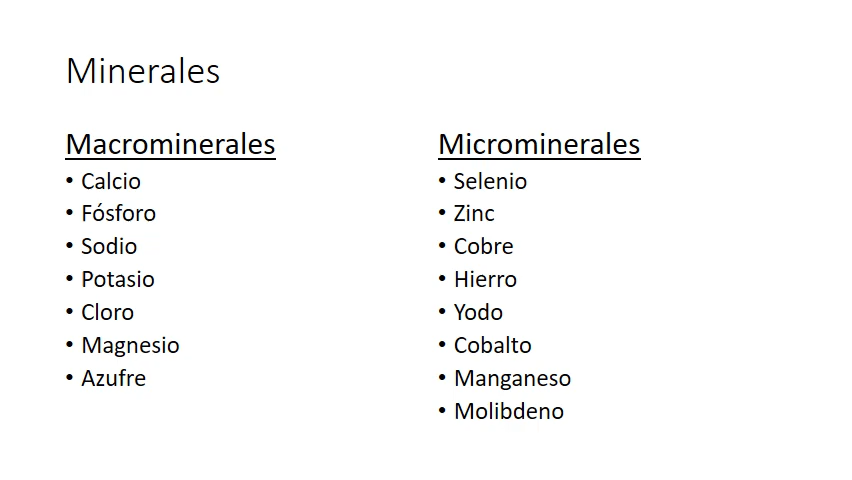 Minerales
Macrominerales
• Calcio
• Fósforo
• Sodio
• Potasio
• Cloro
• Magnesio
• Azufre
Microminerales
• Selenio
• Zinc
• Cobre
• Hierro
• Yodo
• Cobalto
• Manganeso
• Molibdeno